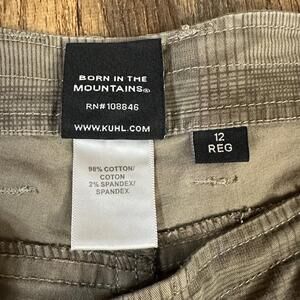 BORN IN THE
MOUNTAINS®
RN#108846
WWW.KUHL.COM
12
REG
98% COTTON/
COTON
2% SPANDEX/
SPANDEX